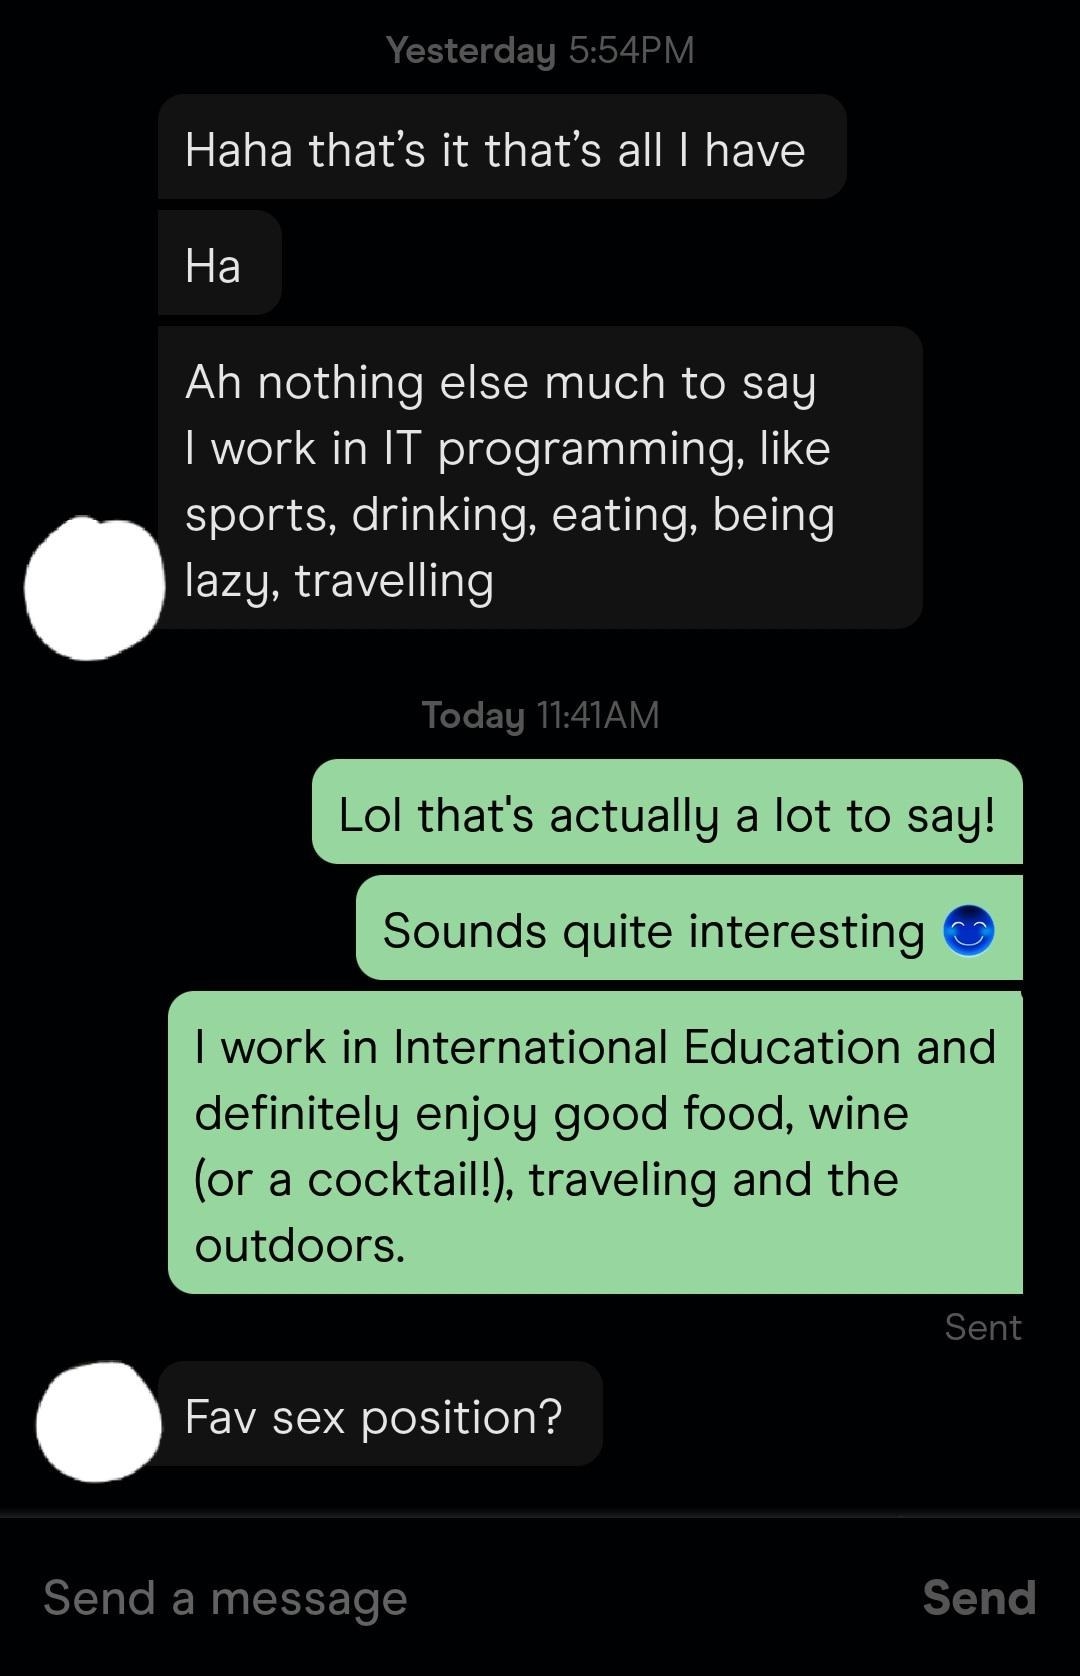 Yesterday 5:54PM
Haha that’s it that’s all I have
Ha
Ah nothing else much to say
I work in IT programming, like
sports, drinking, eating, being
lazy, travelling
Today 11:41AM
Lol that's actually a lot to say!
Sounds quite interesting 😊
I work in International Education and
definitely enjoy good food, wine
(or a cocktail!), traveling and the
outdoors.
Sent
Fav sex position?
Send a message Send